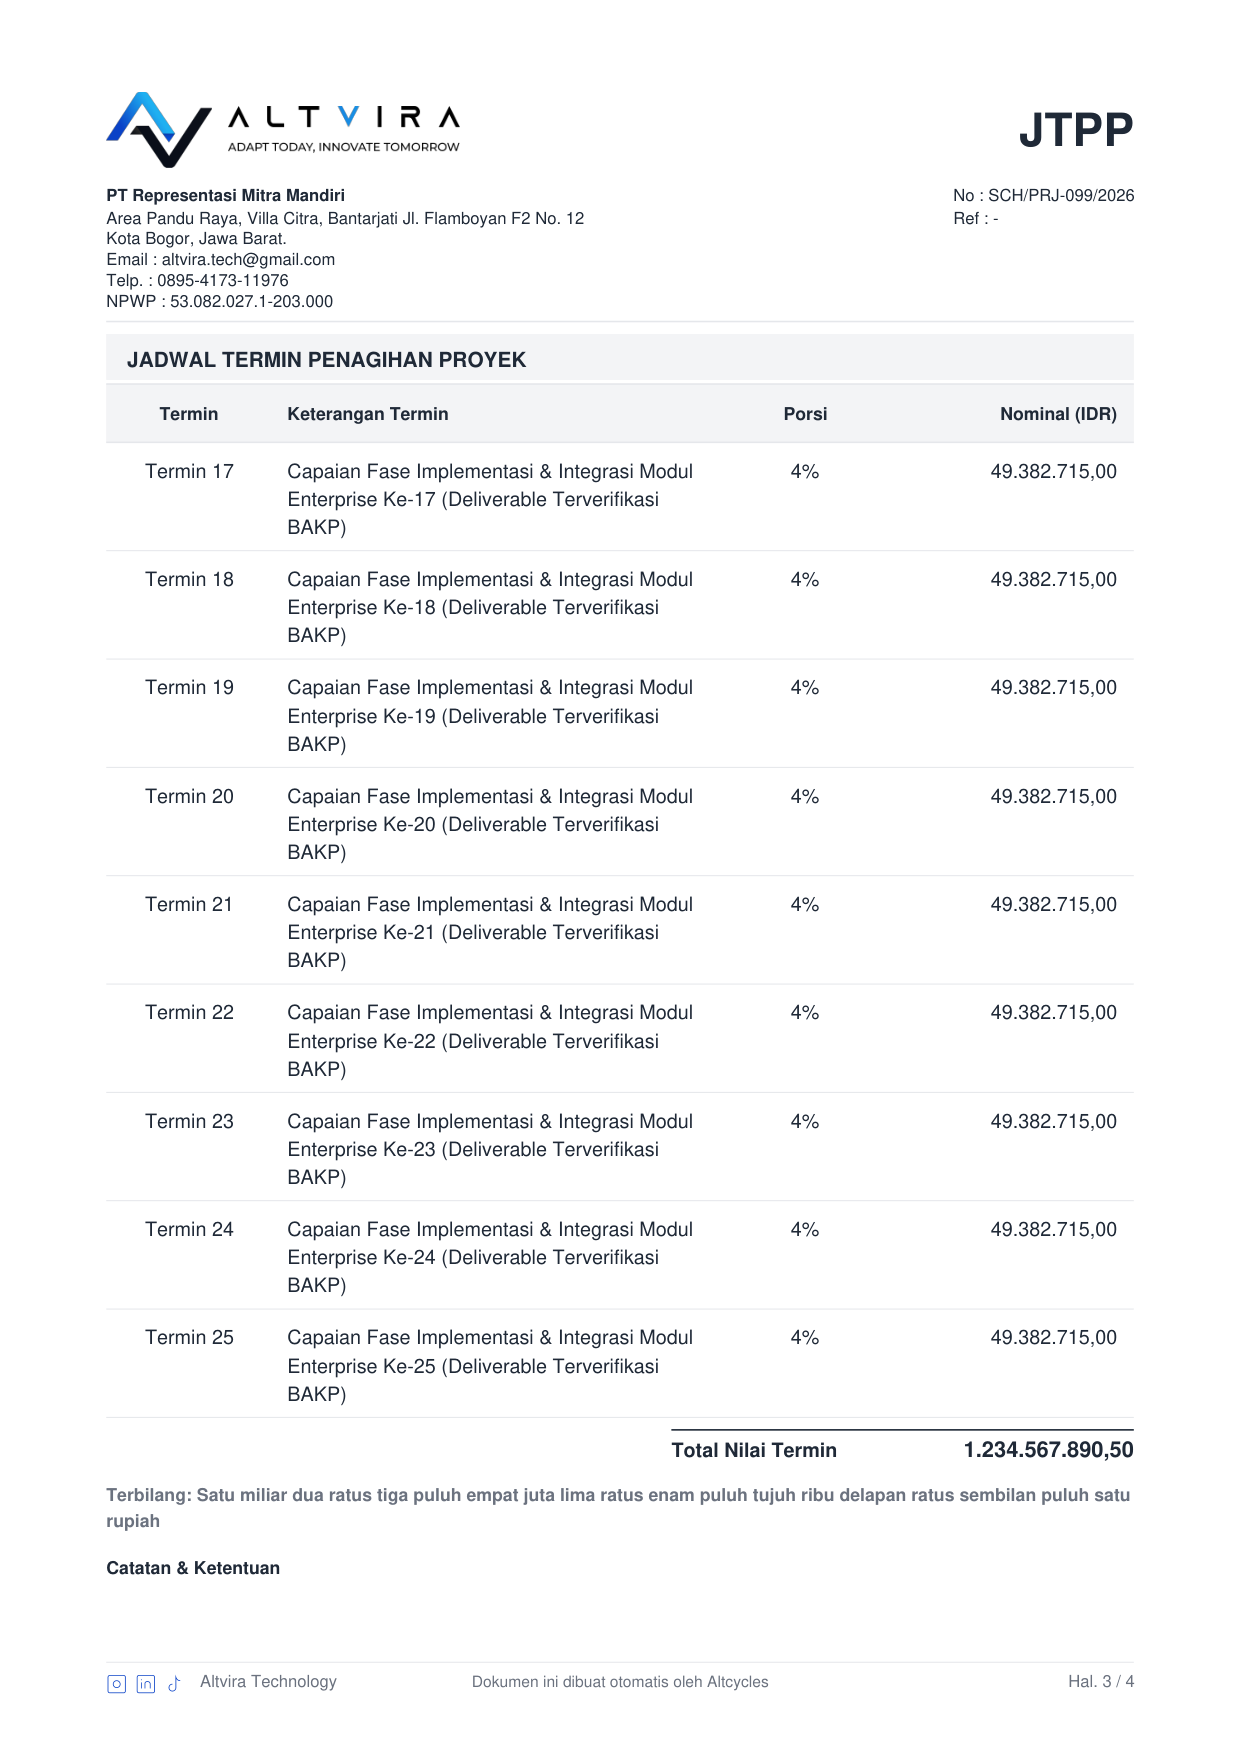 ALTVIRA
ADAPT TODAY, INNOVATE TOMORROW
JTPP
PT Representasi Mitra Mandiri
Area Pandu Raya, Villa Citra, Bantarjati Jl. Flamboyan F2 No. 12
Kota Bogor, Jawa Barat.
Email : altvira.tech@gmail.com
Telp. : 0895-4173-11976
NPWP : 53.082.027.1-203.000
No : SCH/PRJ-099/2026
Ref : -
JADWAL TERMIN PENAGIHAN PROYEK
Termin Keterangan Termin Porsi Nominal (IDR)
Termin 17 Capaian Fase Implementasi & Integrasi Modul 4% 49.382.715,00
Enterprise Ke-17 (Deliverable Terverifikasi
BAKP)
Termin 18 Capaian Fase Implementasi & Integrasi Modul 4% 49.382.715,00
Enterprise Ke-18 (Deliverable Terverifikasi
BAKP)
Termin 19 Capaian Fase Implementasi & Integrasi Modul 4% 49.382.715,00
Enterprise Ke-19 (Deliverable Terverifikasi
BAKP)
Termin 20 Capaian Fase Implementasi & Integrasi Modul 4% 49.382.715,00
Enterprise Ke-20 (Deliverable Terverifikasi
BAKP)
Termin 21 Capaian Fase Implementasi & Integrasi Modul 4% 49.382.715,00
Enterprise Ke-21 (Deliverable Terverifikasi
BAKP)
Termin 22 Capaian Fase Implementasi & Integrasi Modul 4% 49.382.715,00
Enterprise Ke-22 (Deliverable Terverifikasi
BAKP)
Termin 23 Capaian Fase Implementasi & Integrasi Modul 4% 49.382.715,00
Enterprise Ke-23 (Deliverable Terverifikasi
BAKP)
Termin 24 Capaian Fase Implementasi & Integrasi Modul 4% 49.382.715,00
Enterprise Ke-24 (Deliverable Terverifikasi
BAKP)
Termin 25 Capaian Fase Implementasi & Integrasi Modul 4% 49.382.715,00
Enterprise Ke-25 (Deliverable Terverifikasi
BAKP)
Total Nilai Termin 1.234.567.890,50
Terbilang: Satu miliar dua ratus tiga puluh empat juta lima ratus enam puluh tujuh ribu delapan ratus sembilan puluh satu
rupiah
Catatan & Ketentuan
in Altvira Technology Dokumen ini dibuat otomatis oleh Altcycles Hal. 3 / 4